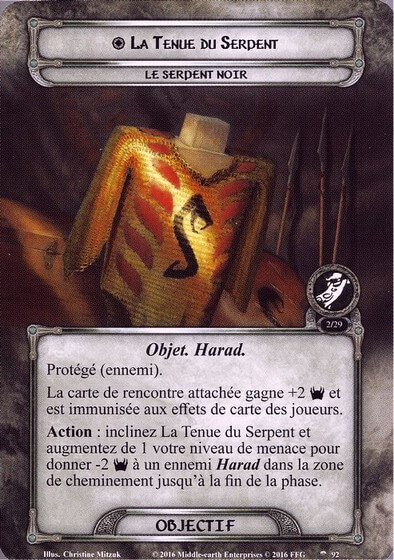 La Tenue du Serpent
Le Serpent Noir
2/29
Objet. Harad.
Protégé (ennemi).
La carte de rencontre attachée gagne +2 et
est immunisée aux effets de carte des joueurs.
Action : inclinez La Tenue du Serpent et
augmentez de 1 votre niveau de menace pour
donner -2 à un ennemi Harad dans la zone
de cheminement jusqu'à la fin de la phase.
OBJECTIF
Illus. Christine Mitzuk © 2016 Middle-earth Enterprises © 2016 FFG 92